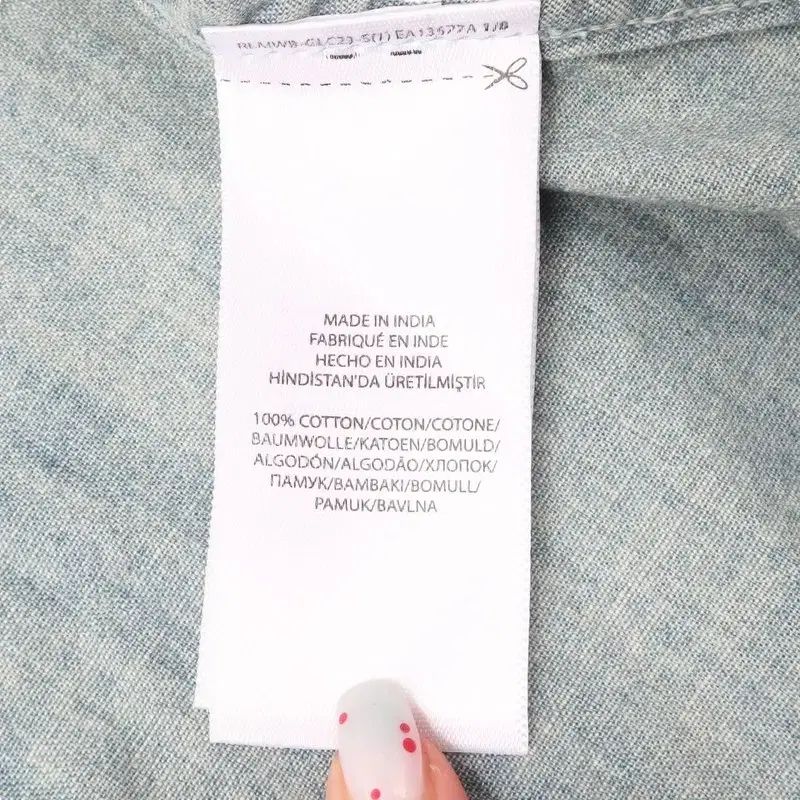 MADE IN INDIA
FABRIQUÉ EN INDE
HECHO EN INDIA
HİNDİSTAN'DA ÜRETİLMİŞTİR
100% COTTON/COTON/COTONE/
BAUMWOLLE/KATOEN/BOMULD/
ALGODÓN/ALGODÃO/ХЛОПОК/
ПАМУК/BAMBAKI/BOMULL/
PAMUK/BAVLNA